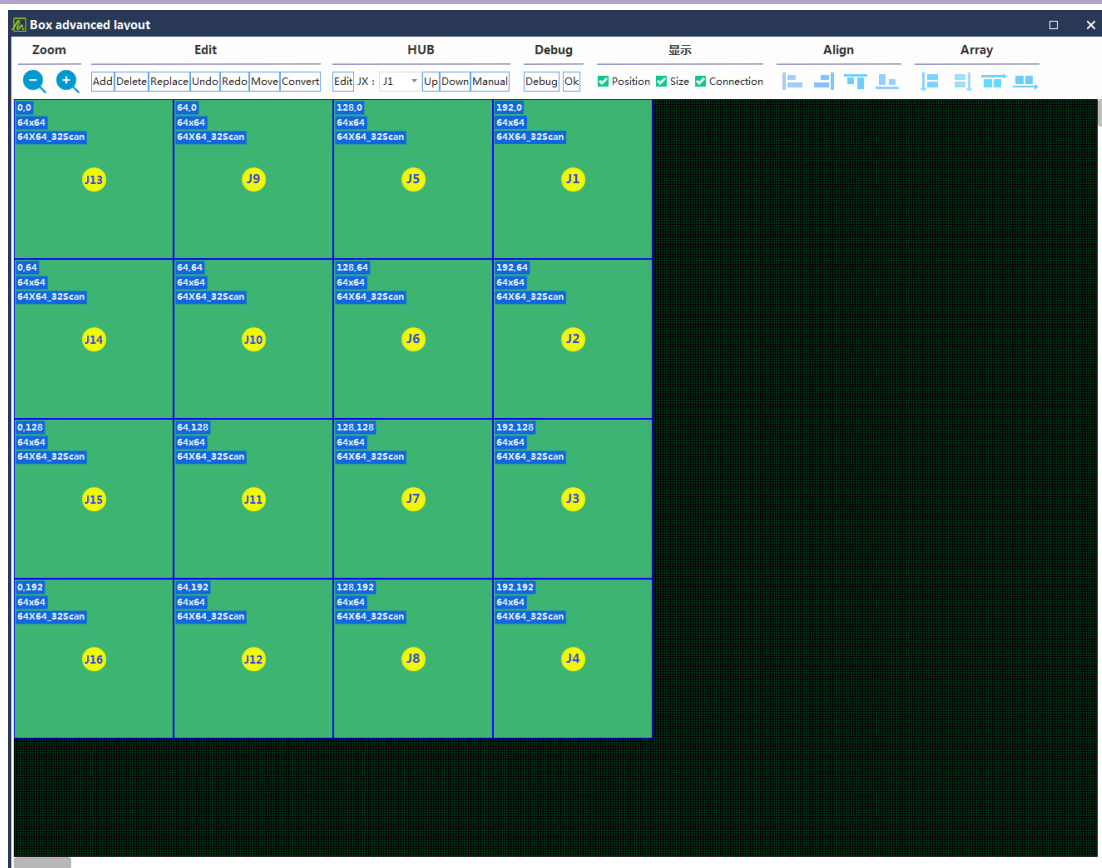 Box advanced layout
Zoom Edit HUB Debug 显示 Align Array
Add Delete Replace Undo Redo Move Convert Edit JX : J1 Up Down Manual Debug Ok Position Size Connection
0,0 64,0 128,0 192,0
64x64 64x64 64x64 64x64
64X64_32Scan 64X64_32Scan 64X64_32Scan 64X64_32Scan
J13 J9 J5 J1
0,64 64,64 128,64 192,64
64x64 64x64 64x64 64x64
64X64_32Scan 64X64_32Scan 64X64_32Scan 64X64_32Scan
J14 J10 J6 J2
0,128 64,128 128,128 192,128
64x64 64x64 64x64 64x64
64X64_32Scan 64X64_32Scan 64X64_32Scan 64X64_32Scan
J15 J11 J7 J3
0,192 64,192 128,192 192,192
64x64 64x64 64x64 64x64
64X64_32Scan 64X64_32Scan 64X64_32Scan 64X64_32Scan
J16 J12 J8 J4